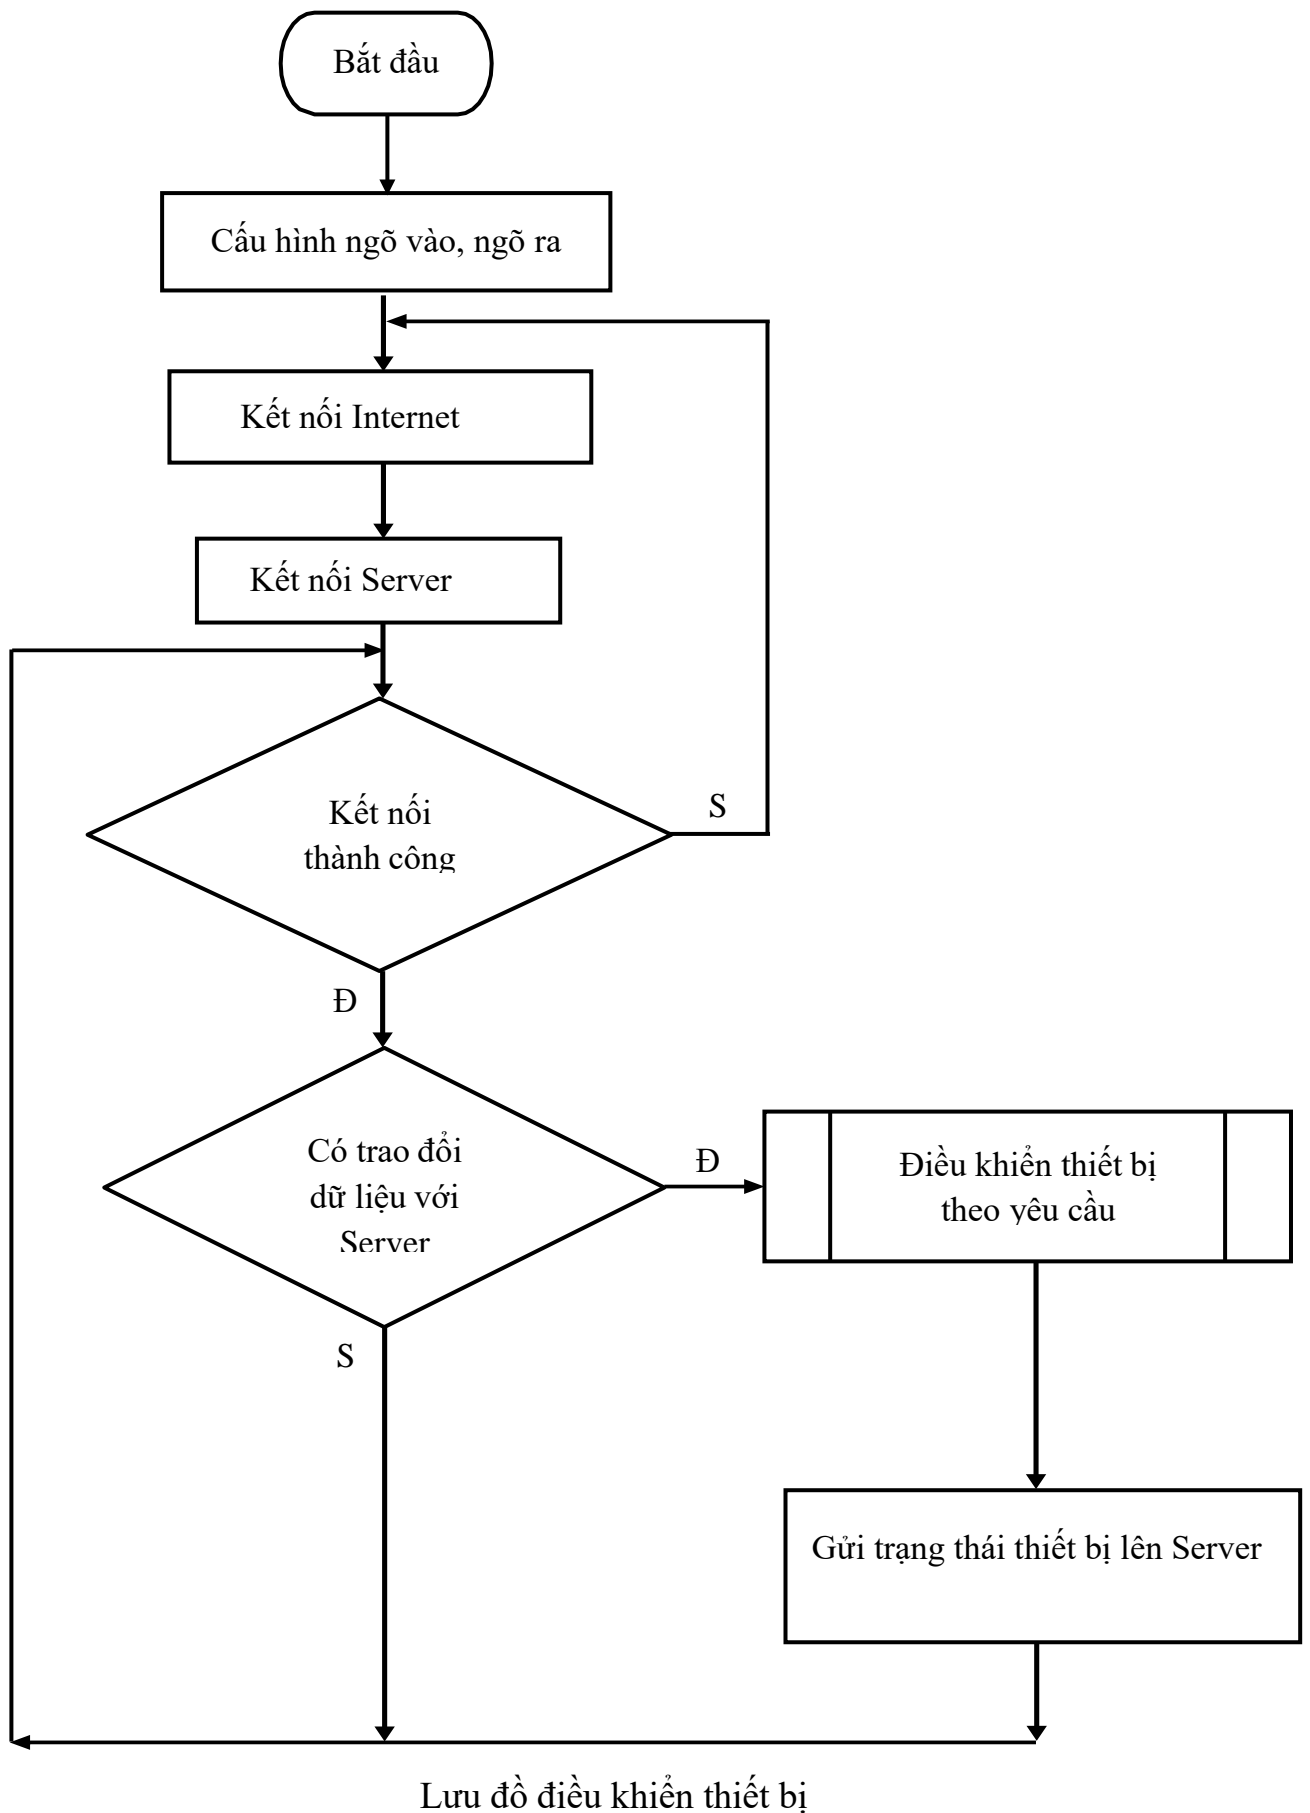 Bắt đầu
Cấu hình ngõ vào, ngõ ra
Kết nối Internet
Kết nối Server
Kết nối
thành công
S
Đ
Có trao đổi
dữ liệu với
Server
Đ
Điều khiển thiết bị
theo yêu cầu
S
Gửi trạng thái thiết bị lên Server
Lưu đồ điều khiển thiết bị